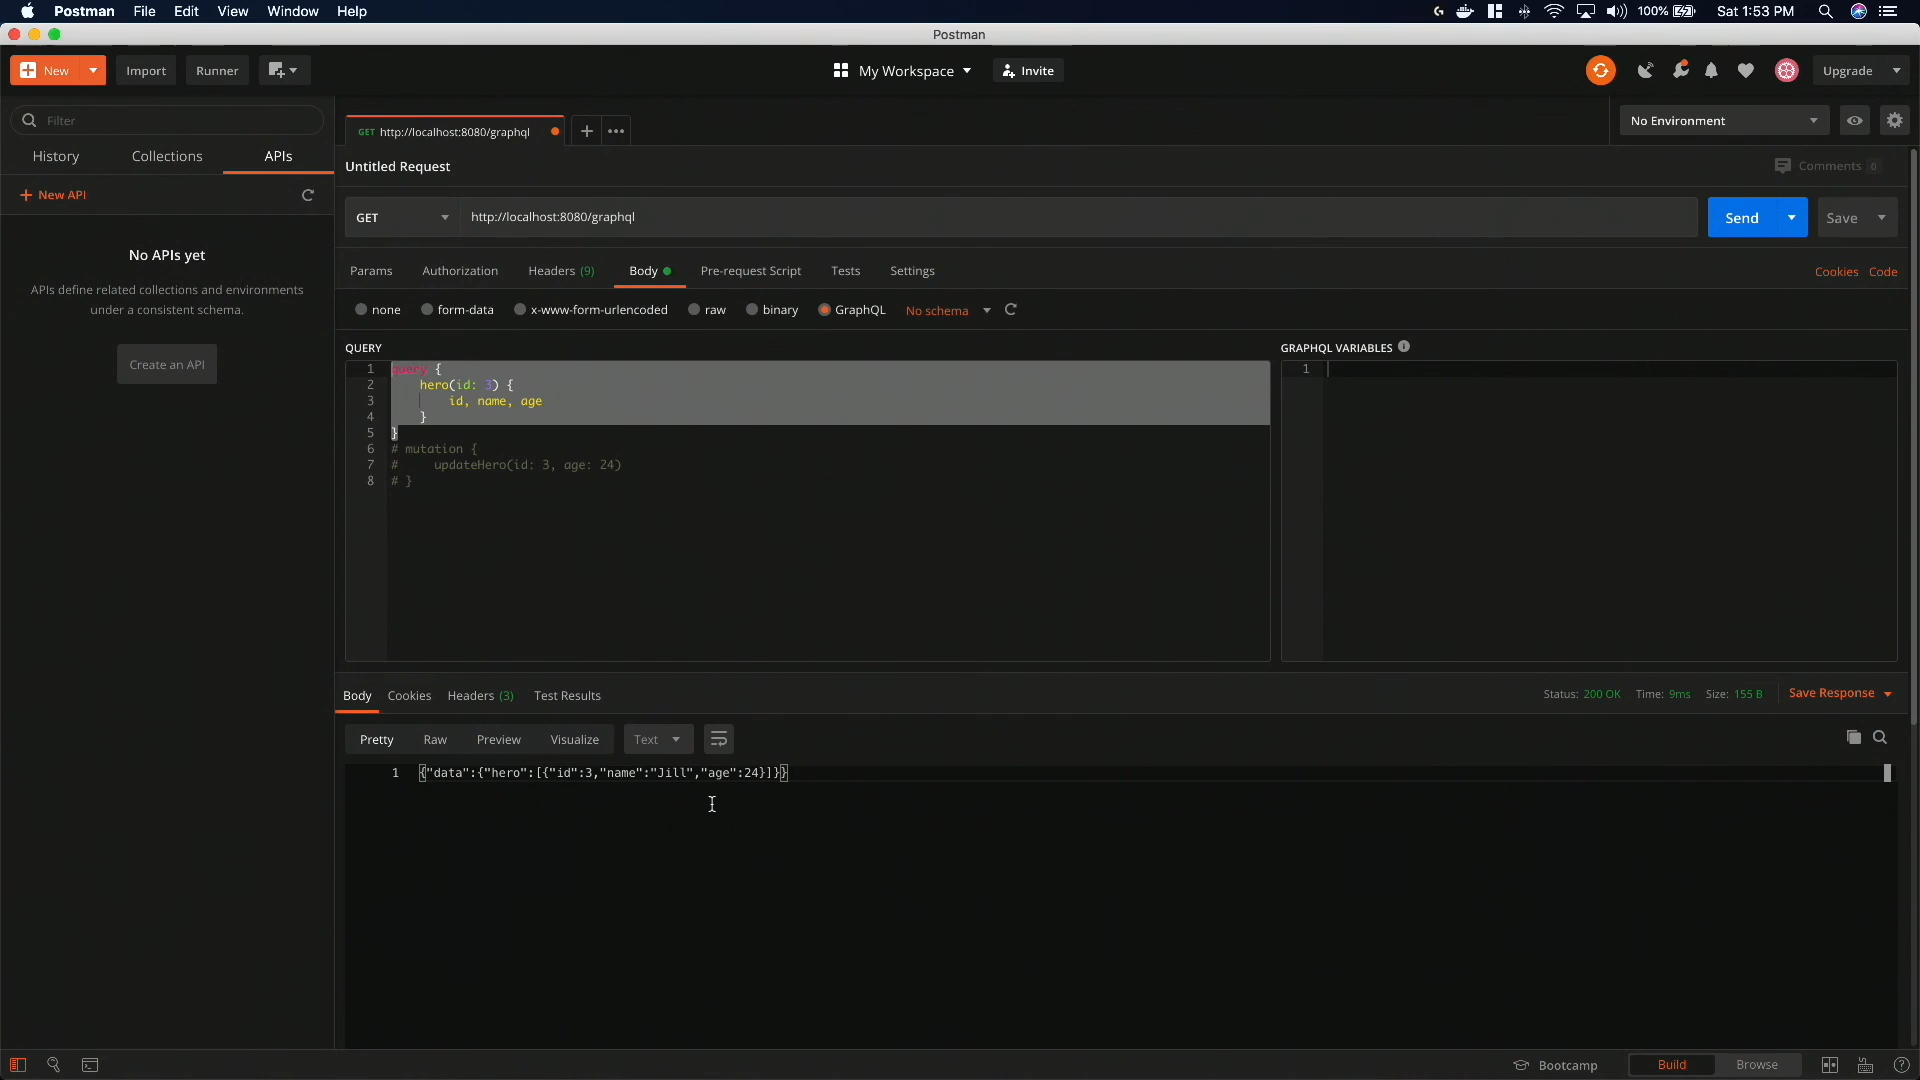 Postman File Edit View Window Help
100% Sat 1:53 PM
Postman
New Import Runner
My Workspace Invite
Upgrade
Filter
History Collections APIs
New API
No APIs yet
APIs define related collections and environments
under a consistent schema.
Create an API
GET http://localhost:8080/graphql
No Environment
Untitled Request
Comments 0
GET http://localhost:8080/graphql
Send Save
Params Authorization Headers (9) Body Pre-request Script Tests Settings
Cookies Code
none form-data x-www-form-urlencoded raw binary GraphQL No schema
QUERY
1 query {
2 hero(id: 3) {
3 id, name, age
4 }
5 }
6 # mutation {
7 # updateHero(id: 3, age: 24)
8 # }
GRAPHQL VARIABLES
1
Body Cookies Headers (3) Test Results
Status: 200 OK Time: 9ms Size: 155 B Save Response
Pretty Raw Preview Visualize Text
1 {"data":{"hero":[{"id":3,"name":"Jill","age":24}]}}
Bootcamp Build Browse